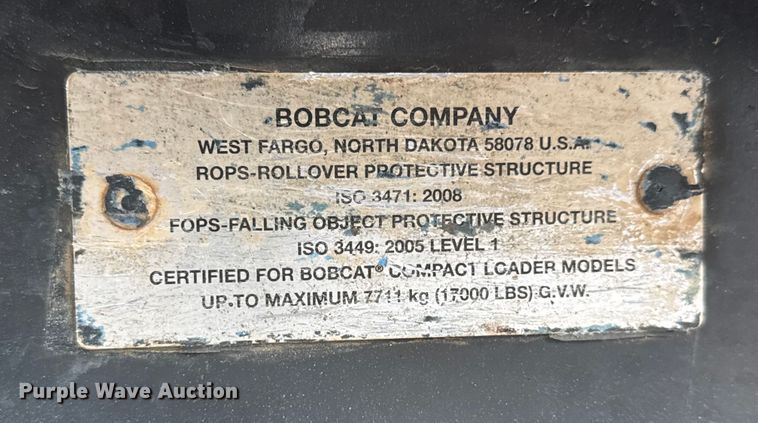 BOBCAT COMPANY
WEST FARGO, NORTH DAKOTA 58078 U.S.A.
ROPS-ROLLOVER PROTECTIVE STRUCTURE
ISO 3471: 2008
FOPS-FALLING OBJECT PROTECTIVE STRUCTURE
ISO 3449: 2005 LEVEL 1
CERTIFIED FOR BOBCAT® COMPACT LOADER MODELS
UP TO MAXIMUM 7711 kg (17000 LBS) G.V.W.
Purple Wave Auction